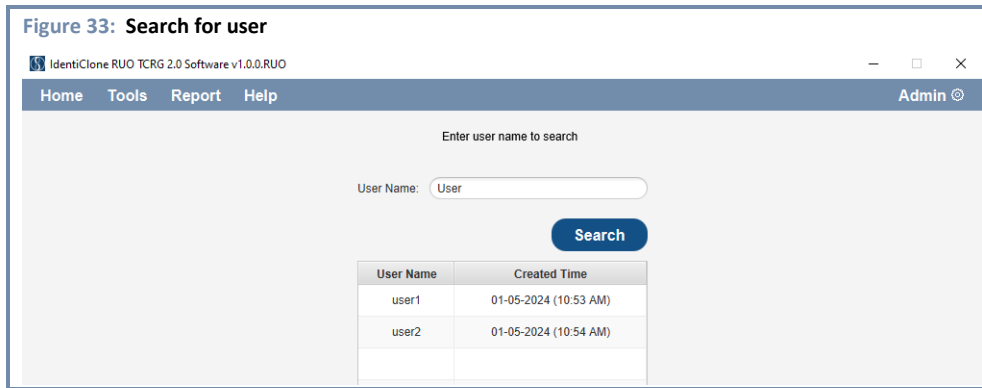 Figure 33: Search for user
IdentiClone RUO TCRG 2.0 Software v1.0.0.RUO
Home Tools Report Help Admin
Enter user name to search
User Name: User
Search
User Name Created Time
user1 01-05-2024 (10:53 AM)
user2 01-05-2024 (10:54 AM)